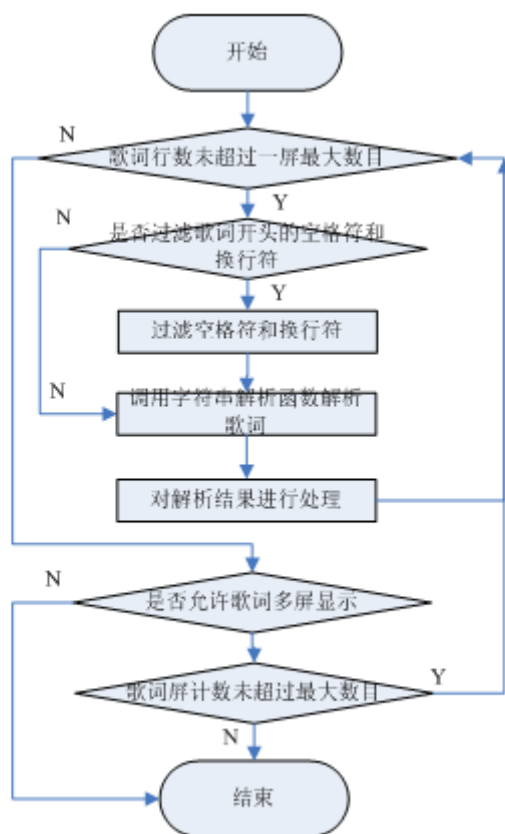 开始
N
歌词行数未超过一屏最大数目
Y
N
是否过滤歌词开头的空格符和
换行符
Y
过滤空格符和换行符
N
调用字符串解析函数解析
歌词
对解析结果进行处理
N
是否允许歌词多屏显示
歌词屏计数未超过最大数目
Y
N
结束